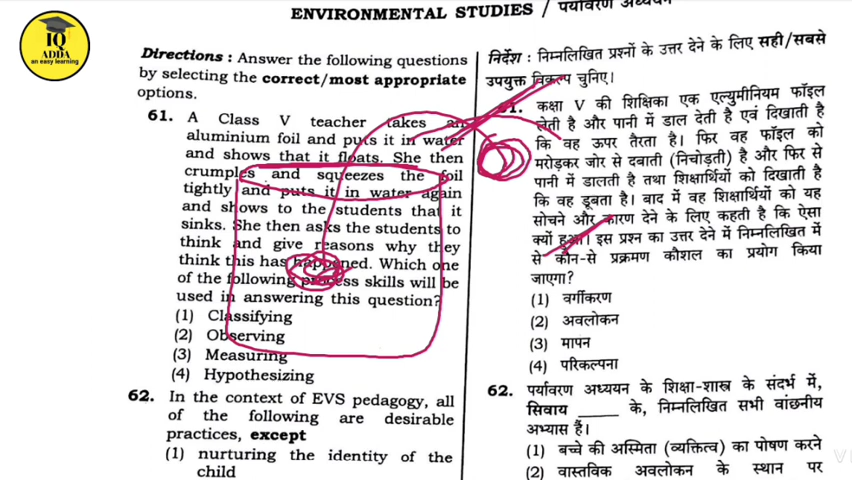 ENVIRONMENTAL STUDIES / पर्यावरण अध्ययन
IQ
ADDA
an easy learning
Directions : Answer the following questions
by selecting the correct/most appropriate
options.
61. A Class V teacher takes an
aluminium foil and puts it in water
and shows that it floats. She then
crumples and squeezes the foil
tightly and puts it in water again
and shows to the students that it
sinks. She then asks the students to
think and give reasons why they
think this has happened. Which one
of the following process skills will be
used in answering this question?
(1) Classifying
(2) Observing
(3) Measuring
(4) Hypothesizing
62. In the context of EVS pedagogy, all
of the following are desirable
practices, except
(1) nurturing the identity of the
child
निर्देश : निम्नलिखित प्रश्नों के उत्तर देने के लिए सही/सबसे
उपयुक्त विकल्प चुनिए।
61. कक्षा V की शिक्षिका एक एल्युमीनियम फॉइल
लेती है और पानी में डाल देती है एवं दिखाती है
कि वह ऊपर तैरता है। फिर वह फॉइल को
मरोड़कर जोर से दबाती (निचोड़ती) है और फिर से
पानी में डालती है तथा शिक्षार्थियों को दिखाती है
कि वह डूबता है। बाद में वह शिक्षार्थियों को यह
सोचने और कारण देने के लिए कहती है कि ऐसा
क्यों हुआ। इस प्रश्न का उत्तर देने में निम्नलिखित में
से कौन-से प्रक्रमण कौशल का प्रयोग किया
जाएगा?
(1) वर्गीकरण
(2) अवलोकन
(3) मापन
(4) परिकल्पना
62. पर्यावरण अध्ययन के शिक्षा-शास्त्र के संदर्भ में,
सिवाय _____ के, निम्नलिखित सभी वांछनीय
अभ्यास हैं।
(1) बच्चे की अस्मिता (व्यक्तित्व) का पोषण करने
(2) वास्तविक अवलोकन के स्थान पर